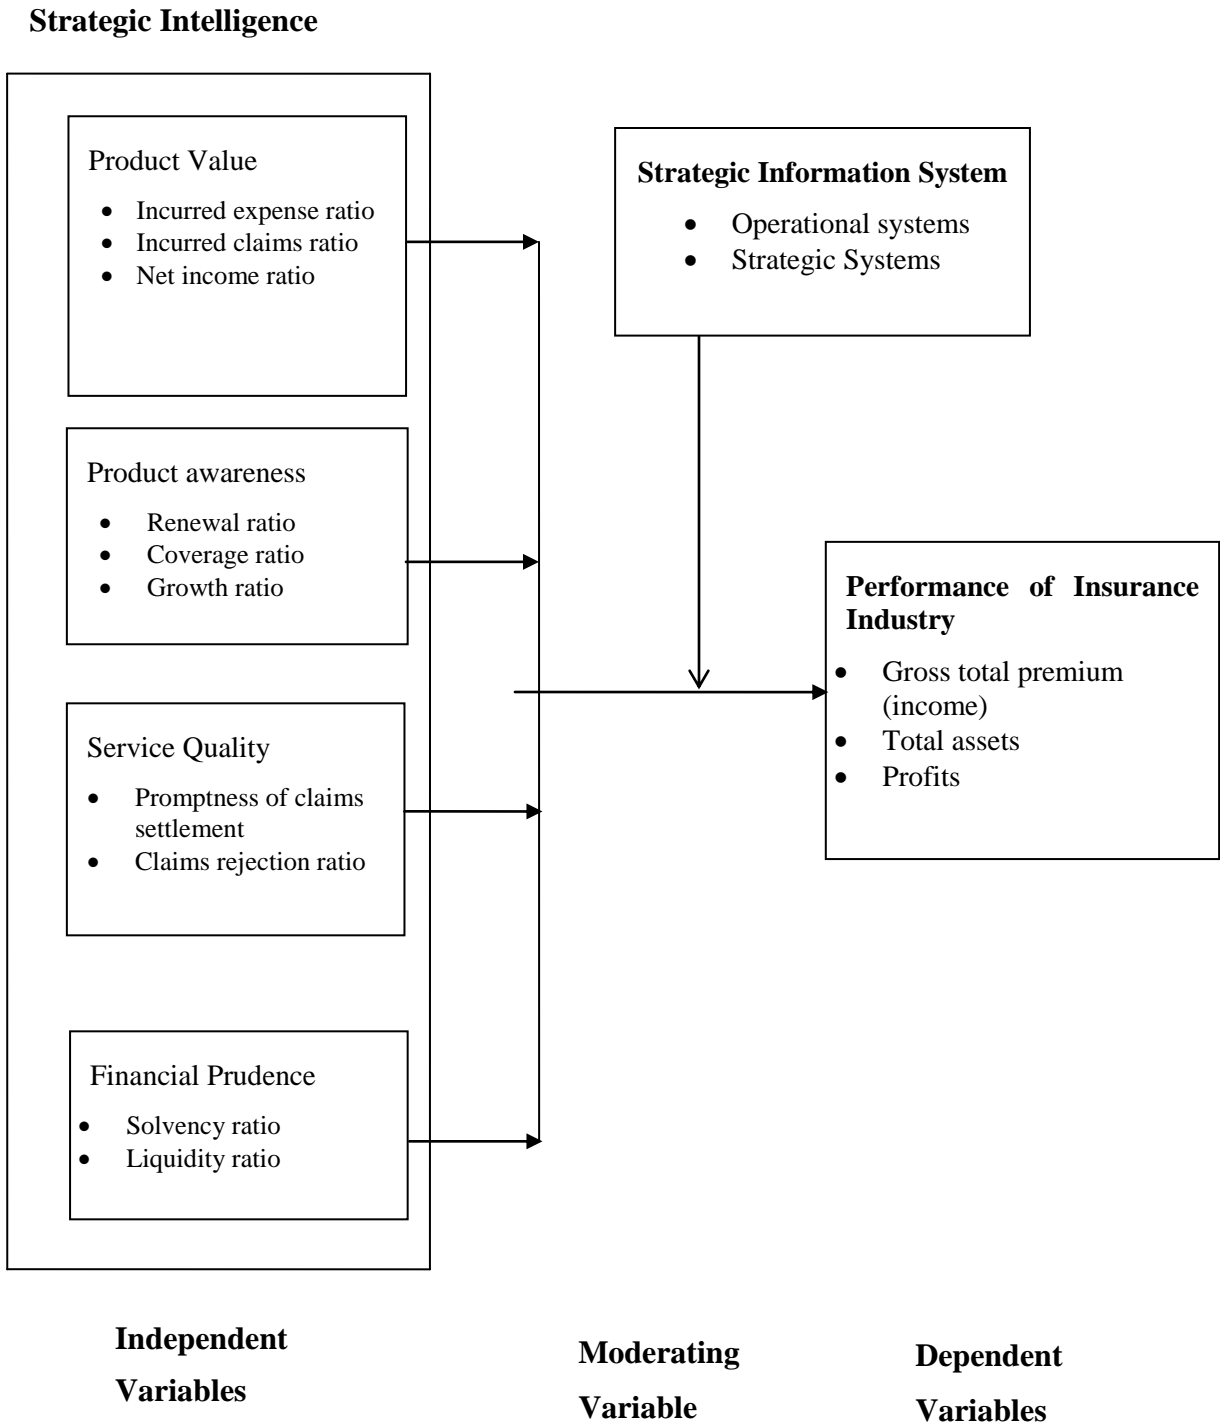 Strategic Intelligence
Product Value
• Incurred expense ratio
• Incurred claims ratio
• Net income ratio
Product awareness
• Renewal ratio
• Coverage ratio
• Growth ratio
Service Quality
• Promptness of claims
settlement
• Claims rejection ratio
Financial Prudence
• Solvency ratio
• Liquidity ratio
Strategic Information System
• Operational systems
• Strategic Systems
Performance of Insurance
Industry
• Gross total premium
(income)
• Total assets
• Profits
Independent
Variables
Moderating
Variable
Dependent
Variables